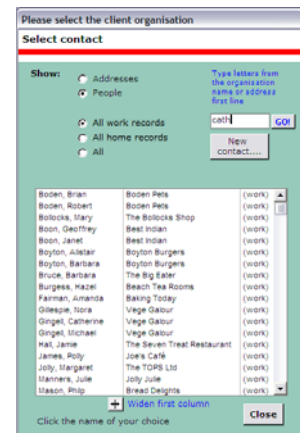 Please select the client organisation
Select contact
Show:
Addresses
People
Type letters from
the organisation
name or address
first line
All work records
All home records
All
cath
GO!
New
contact....
Boden, Brian Boden Pets (work)
Boden, Robert Boden Pets (work)
Bollocks, Mary The Bollocks Shop (work)
Boon, Geoffrey Best Indian (work)
Boon, Janet Best Indian (work)
Boyton, Alistair Boyton Burgers (work)
Boyton, Barbara Boyton Burgers (work)
Bruce, Barbara The Big Eater (work)
Burgess, Hazel Beach Tea Rooms (work)
Fairman, Amanda Baking Today (work)
Gillespie, Nora Vege Galour (work)
Gingell, Catherine Vege Galour (work)
Gingell, Michael Vege Galour (work)
Hall, Jamie The Seven Treat Restaurant (work)
James, Polly Joe's Café (work)
Jolly, Margaret The TOPS Ltd (work)
Manners, Julie Jolly Julie (work)
Mason, Philip Bread Delights (work)
+ Widen first column
Click the name of your choice
Close